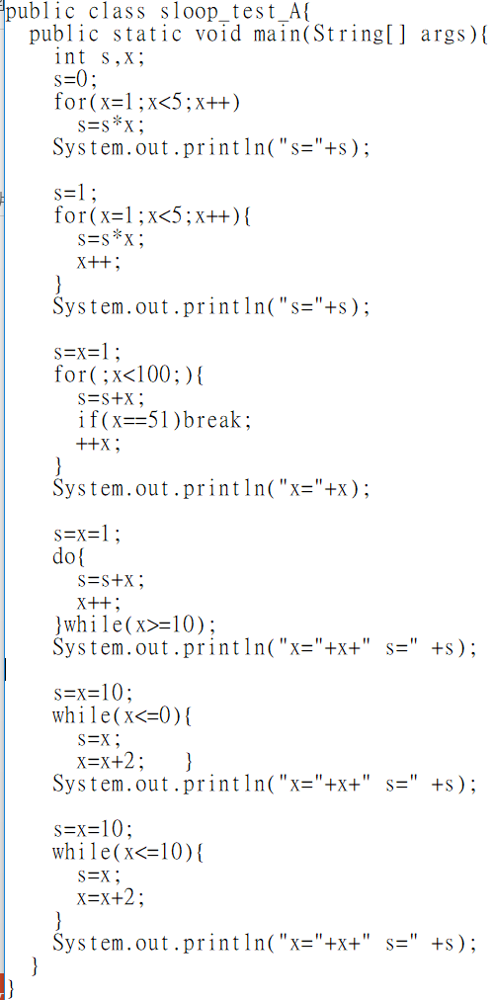 public class sloop_test_A{
public static void main(String[] args){
int s,x;
s=0;
for(x=1;x<5;x++)
s=s*x;
System.out.println("s="+s);
s=1;
for(x=1;x<5;x++){
s=s*x;
x++;
}
System.out.println("s="+s);
s=x=1;
for(;x<100;){
s=s+x;
if(x==51)break;
++x;
}
System.out.println("x="+x);
s=x=1;
do{
s=s+x;
x++;
}while(x>=10);
System.out.println("x="+x+" s=" +s);
s=x=10;
while(x<=0){
s=x;
x=x+2;   }
System.out.println("x="+x+" s=" +s);
s=x=10;
while(x<=10){
s=x;
x=x+2;
}
System.out.println("x="+x+" s=" +s);
}
}